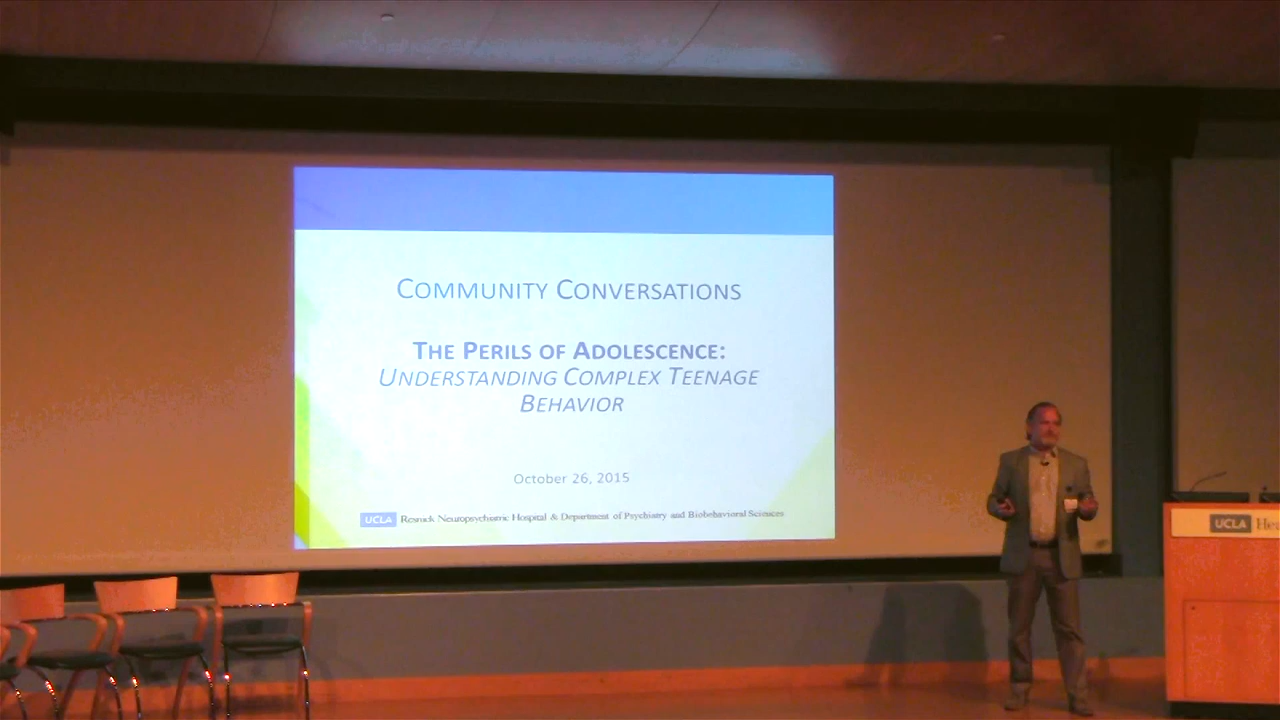 COMMUNITY CONVERSATIONS
THE PERILS OF ADOLESCENCE:
UNDERSTANDING COMPLEX TEENAGE
BEHAVIOR
October 26, 2015
UCLA Resnick Neuropsychiatric Hospital & Department of Psychiatry and Biobehavioral Sciences
UCLA Hea